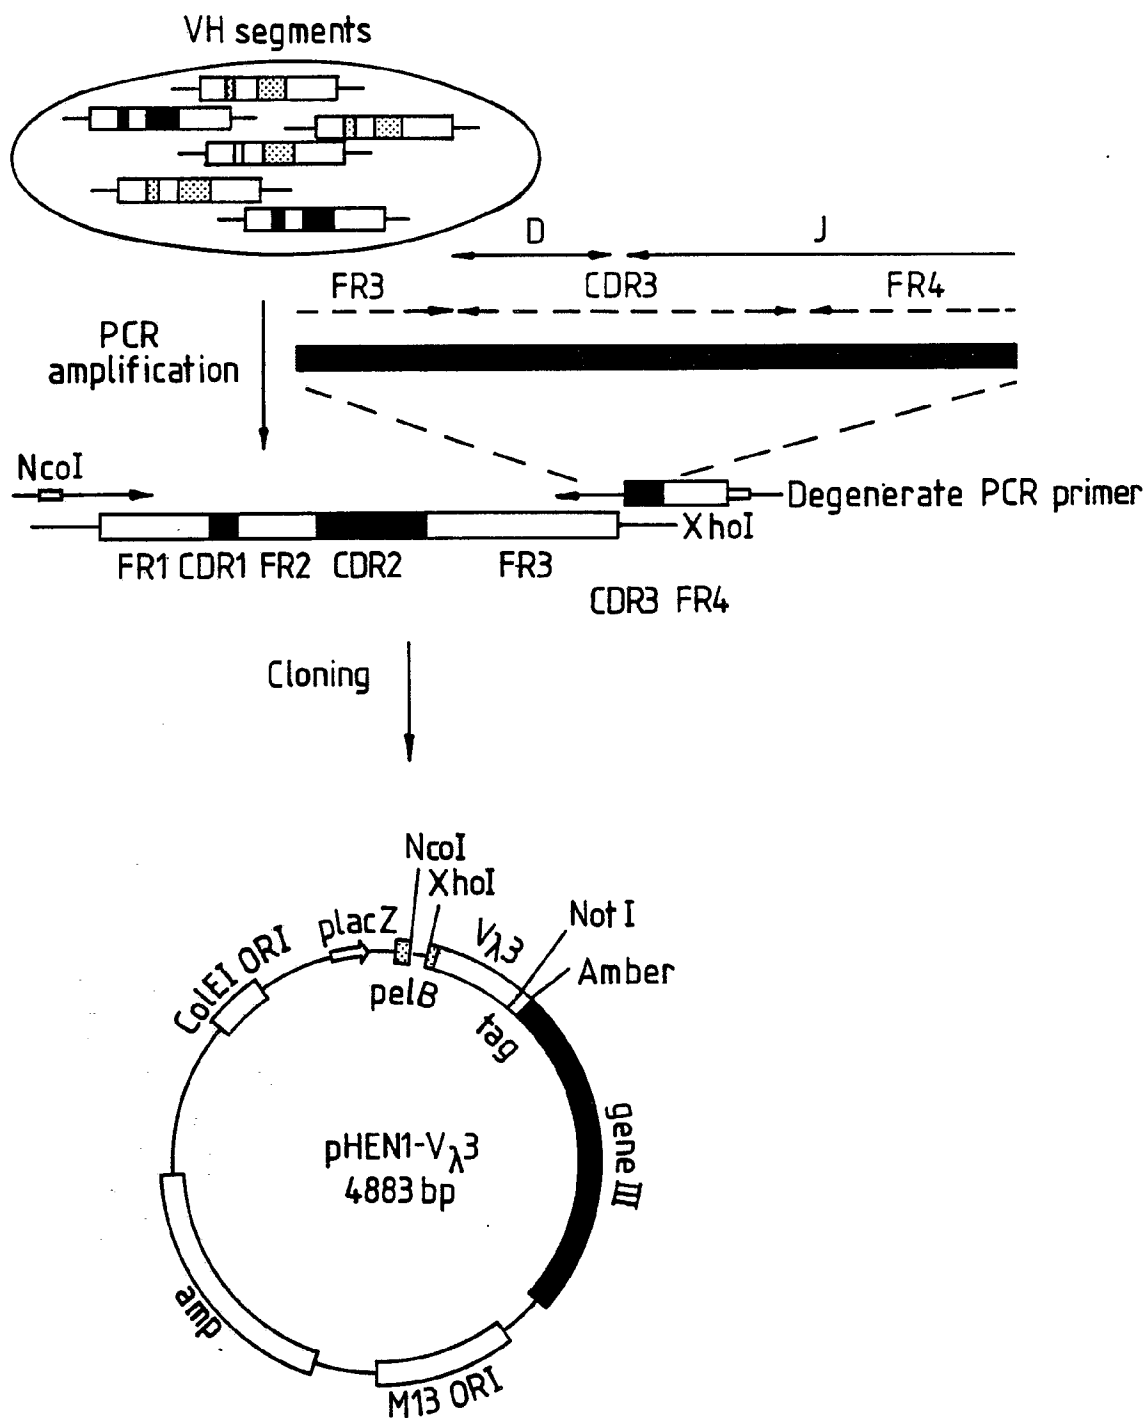 VH segments
D
J
FR3
CDR3
FR4
PCR
amplification
NcoI
Degenerate PCR primer
XhoI
FR1 CDR1 FR2 CDR2 FR3
CDR3 FR4
Cloning
NcoI
XhoI
placZ
Vλ3
Not I
Amber
ColEI ORI
pelB
tag
gene III
pHEN1-Vλ3
4883 bp
amp
M13 ORI